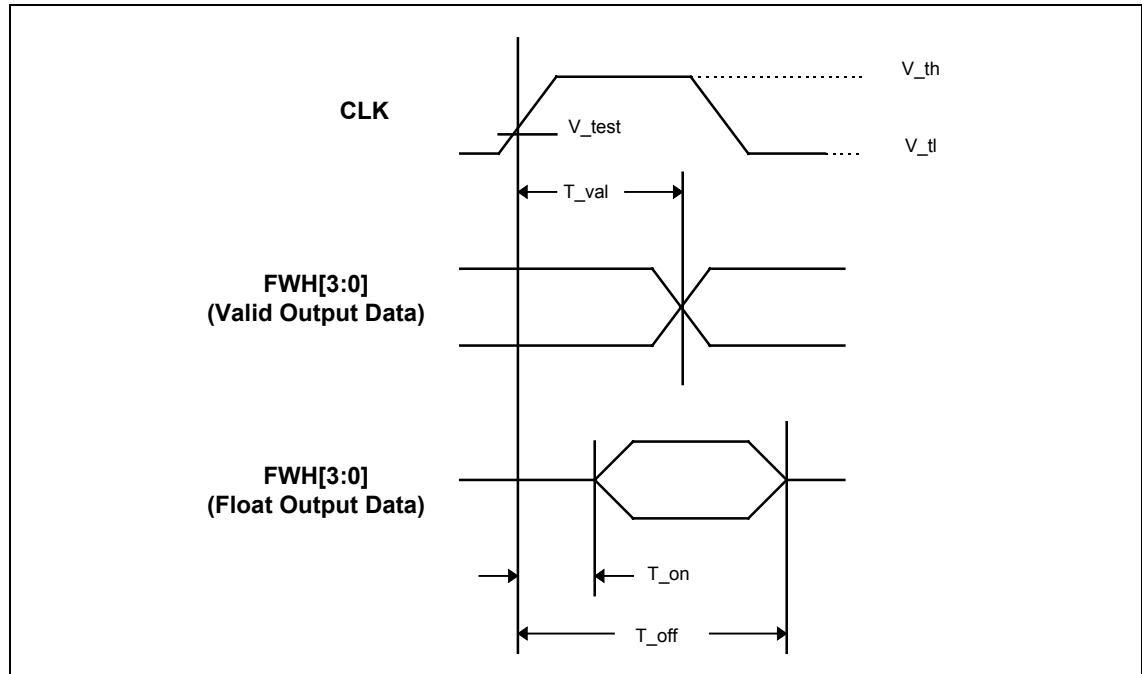 V_th
CLK
V_test
V_tl
T_val
FWH[3:0]
(Valid Output Data)
FWH[3:0]
(Float Output Data)
T_on
T_off